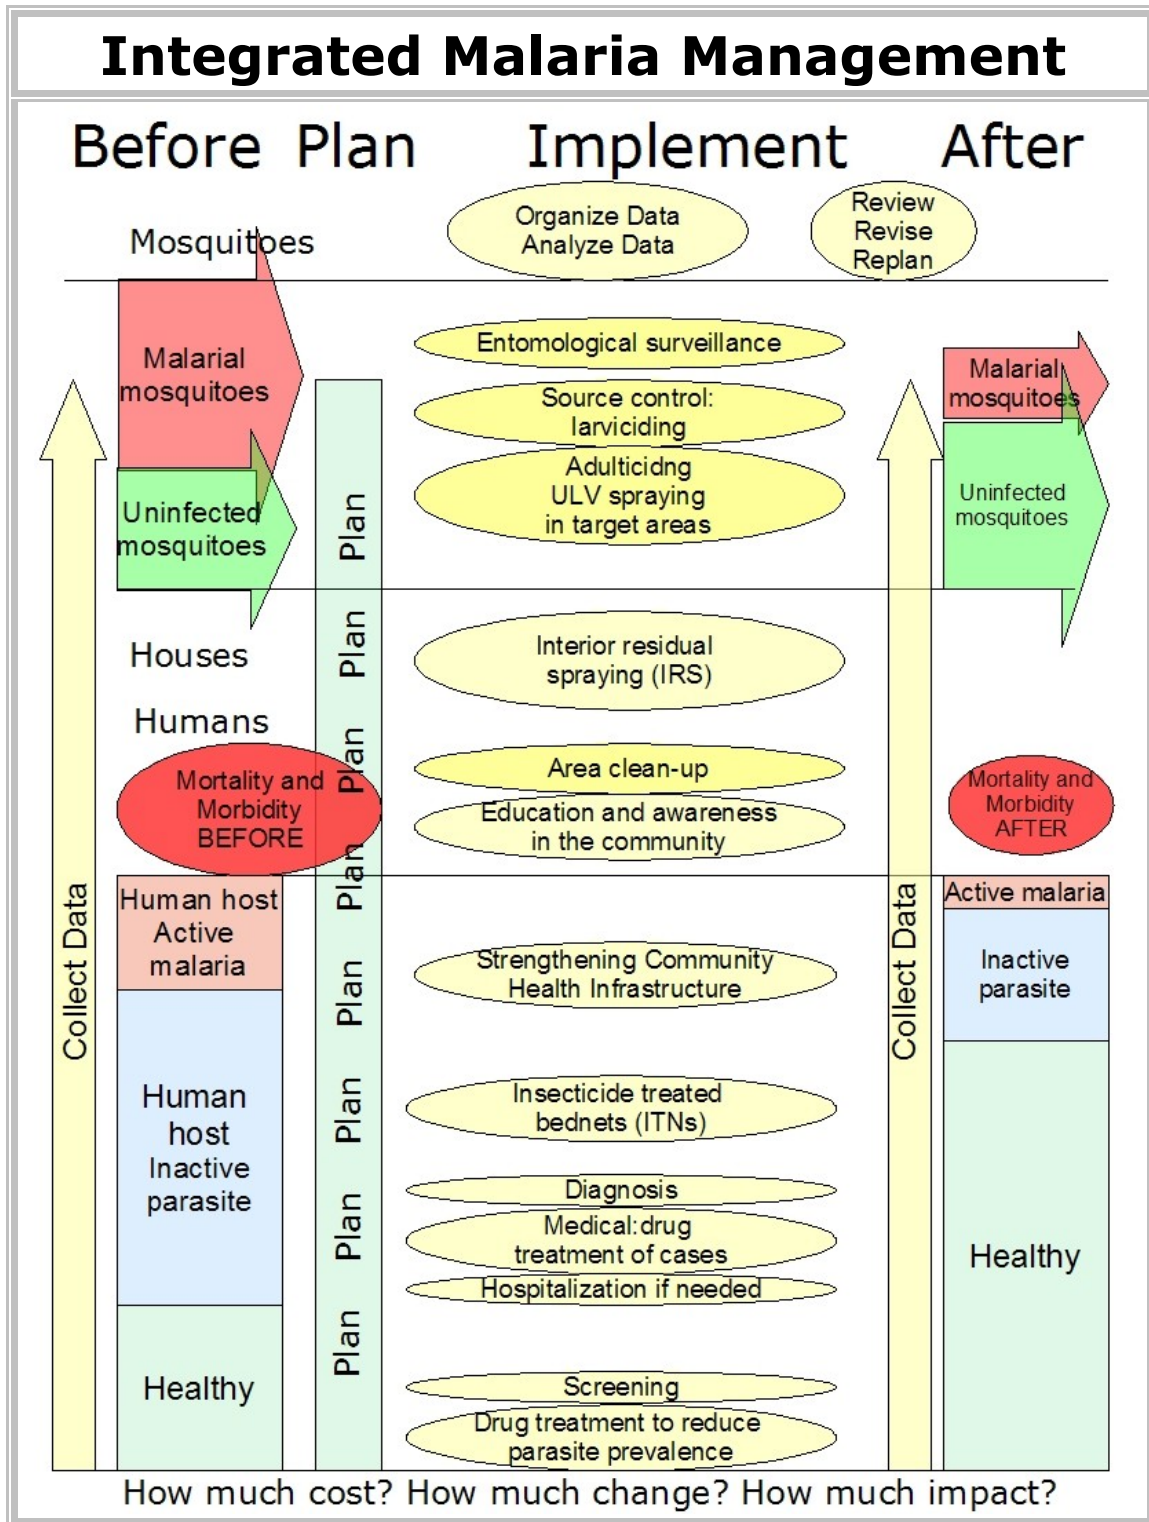 Integrated Malaria Management
Before Plan Implement After
Organize Data
Analyze Data
Review
Revise
Replan
Mosquitoes
Malarial
mosquitoes
Uninfected
mosquitoes
Houses
Humans
Mortality and
Morbidity
BEFORE
Human host
Active
malaria
Human
host
Inactive
parasite
Healthy
Collect Data
Plan
Plan
Plan
Plan
Plan
Plan
Plan
Plan
Entomological surveillance
Source control:
larviciding
Adulticidng
ULV spraying
in target areas
Interior residual
spraying (IRS)
Area clean-up
Education and awareness
in the community
Strengthening Community
Health Infrastructure
Insecticide treated
bednets (ITNs)
Diagnosis
Medical:drug
treatment of cases
Hospitalization if needed
Screening
Drug treatment to reduce
parasite prevalence
Collect Data
Malarial
mosquitoes
Uninfected
mosquitoes
Mortality and
Morbidity
AFTER
Active malaria
Inactive
parasite
Healthy
How much cost? How much change? How much impact?